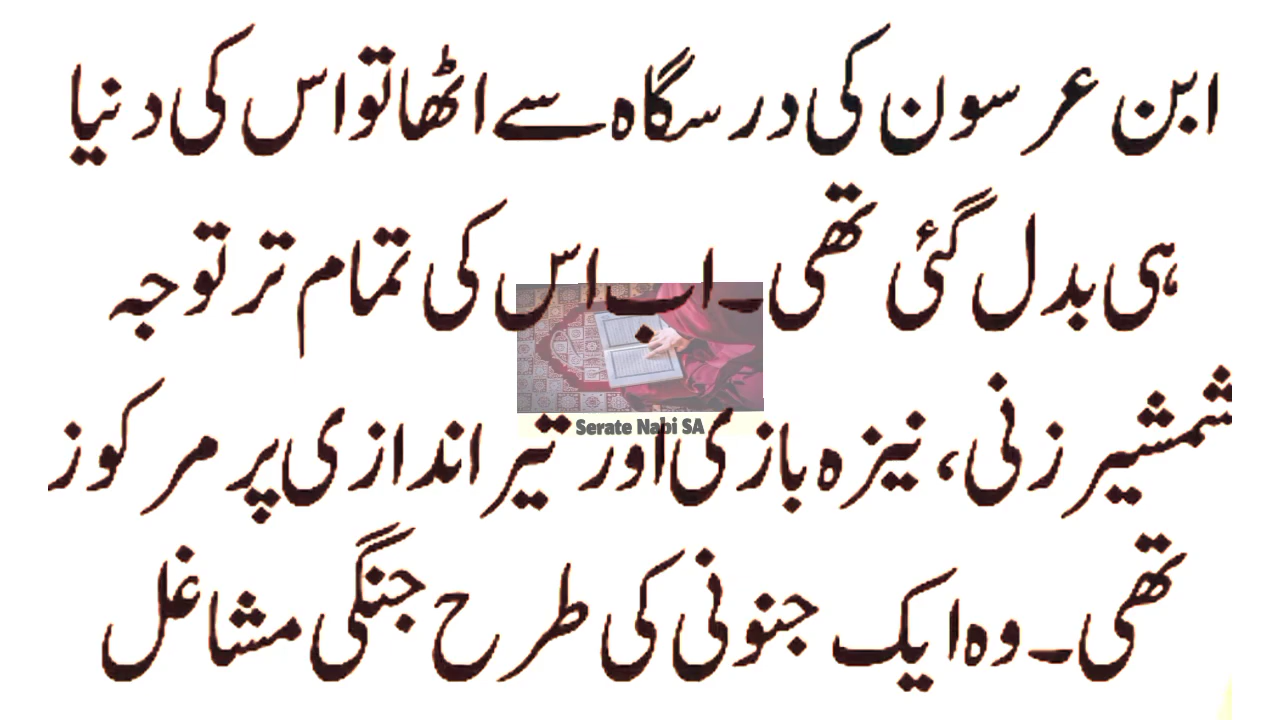 ابن عرسون کی درسگاہ سے اٹھا تو اس کی دنیا
ہی بدل گئی تھی۔ اب اس کی تمام تر توجہ
شمشیر زنی، نیزہ بازی اور تیر اندازی پر مرکوز
تھی۔ وہ ایک جنونی کی طرح جنگی مشاغل
Serate Nabi SA